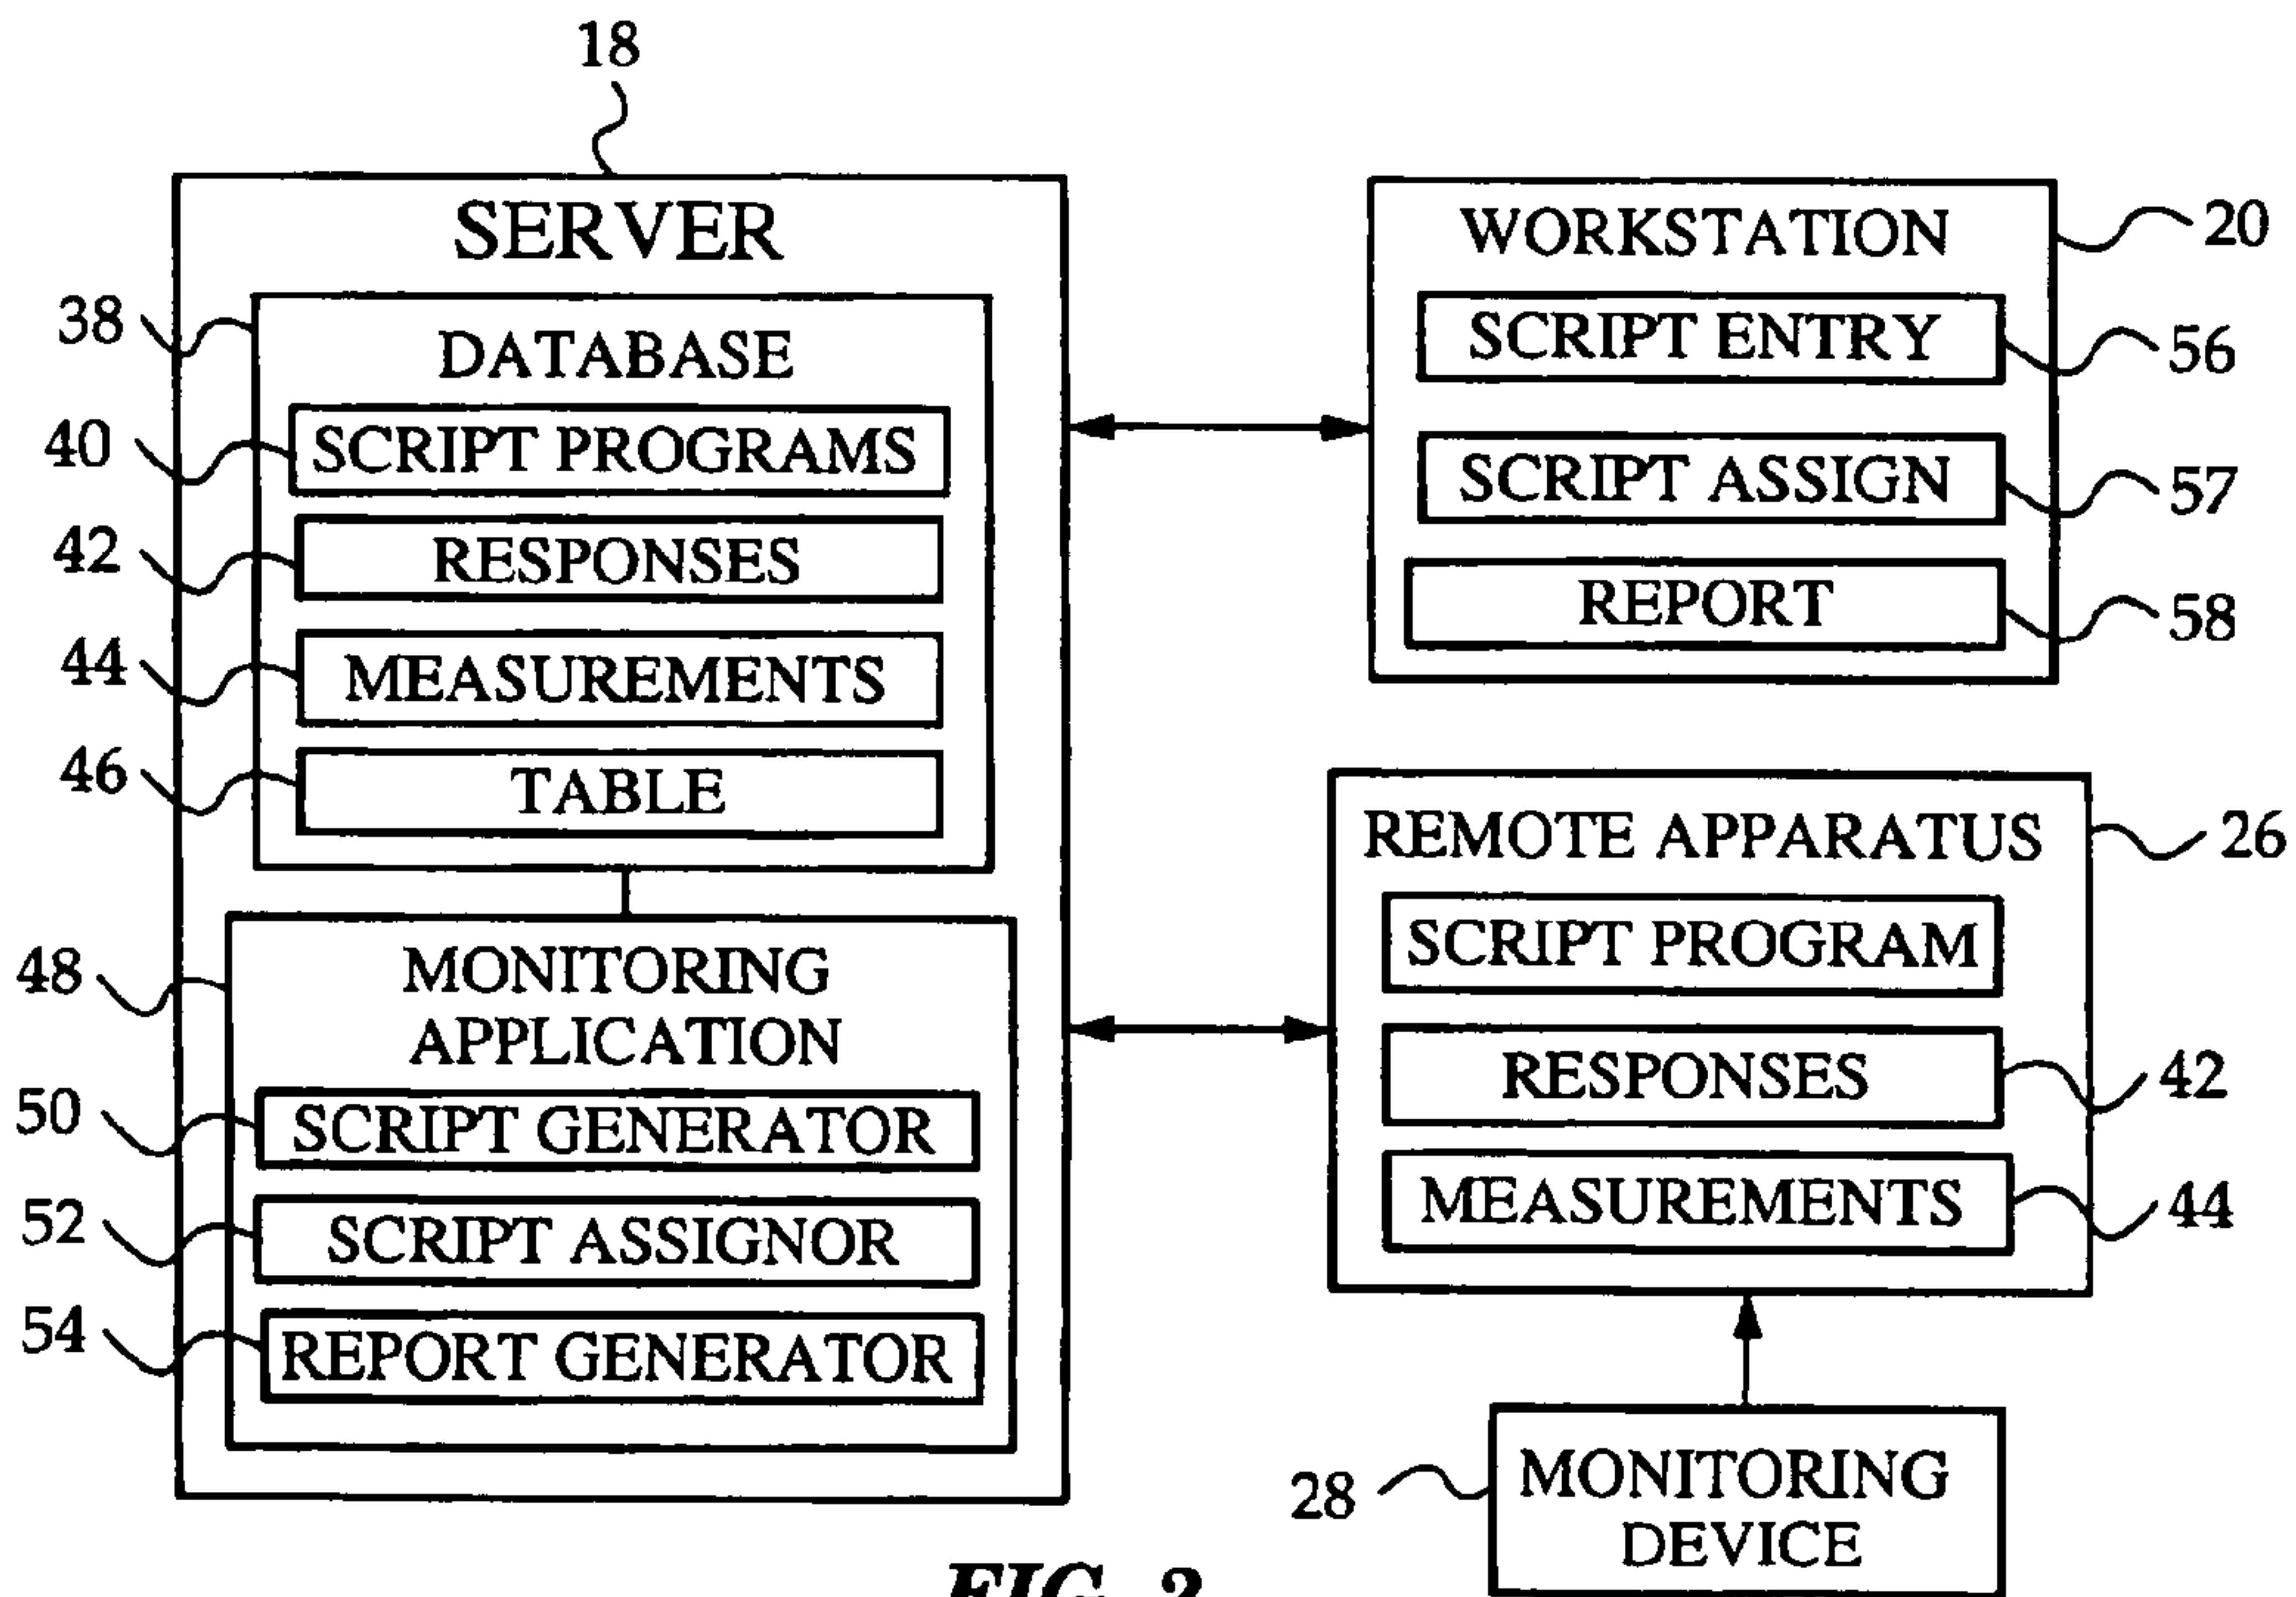 18
SERVER
38
DATABASE
40
SCRIPT PROGRAMS
42
RESPONSES
44
MEASUREMENTS
46
TABLE
48
MONITORING
APPLICATION
50
SCRIPT GENERATOR
52
SCRIPT ASSIGNOR
54
REPORT GENERATOR
WORKSTATION
20
SCRIPT ENTRY
56
SCRIPT ASSIGN
57
REPORT
58
REMOTE APPARATUS
26
SCRIPT PROGRAM
RESPONSES
42
MEASUREMENTS
44
28
MONITORING
DEVICE